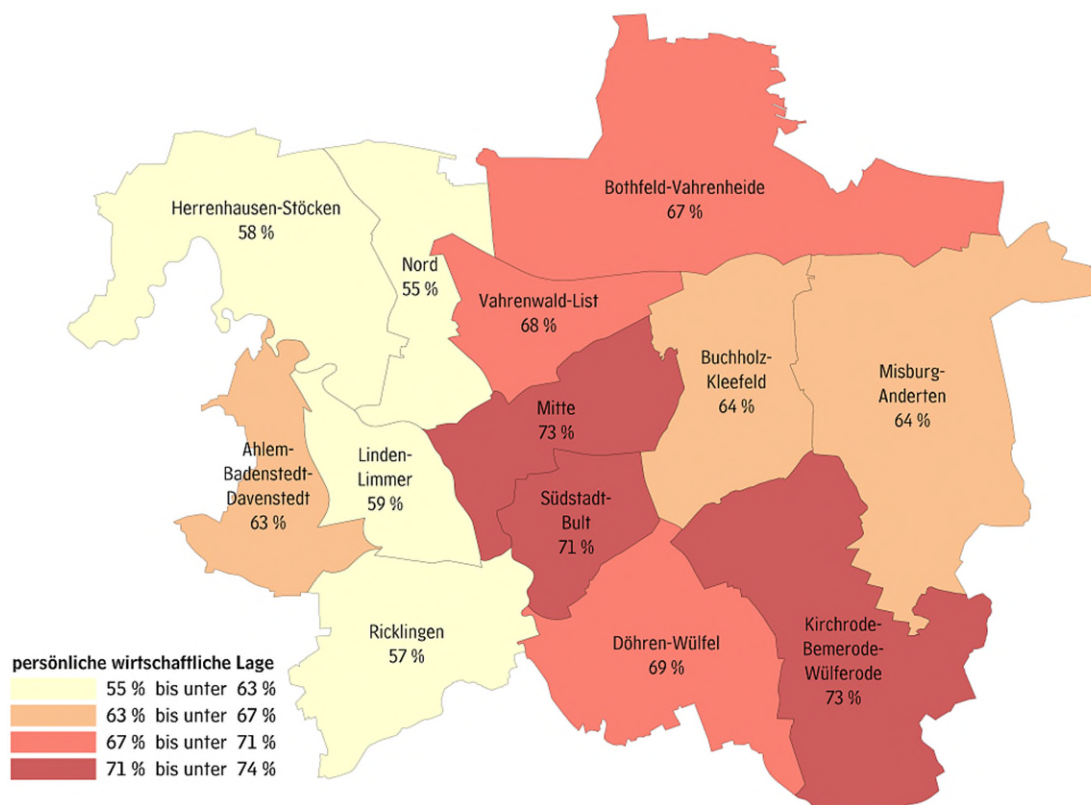 Bothfeld-Vahrenheide
67 %
Herrenhausen-Stöcken
58 %
Nord
55 %
Vahrenwald-List
68 %
Buchholz-
Kleefeld
64 %
Misburg-
Anderten
64 %
Mitte
73 %
Ahlem-
Badenstedt-
Davenstedt
63 %
Linden-
Limmer
59 %
Südstadt-
Bult
71 %
Ricklingen
57 %
Döhren-Wülfel
69 %
Kirchrode-
Bemerode-
Wülferode
73 %
persönliche wirtschaftliche Lage
55 % bis unter 63 %
63 % bis unter 67 %
67 % bis unter 71 %
71 % bis unter 74 %